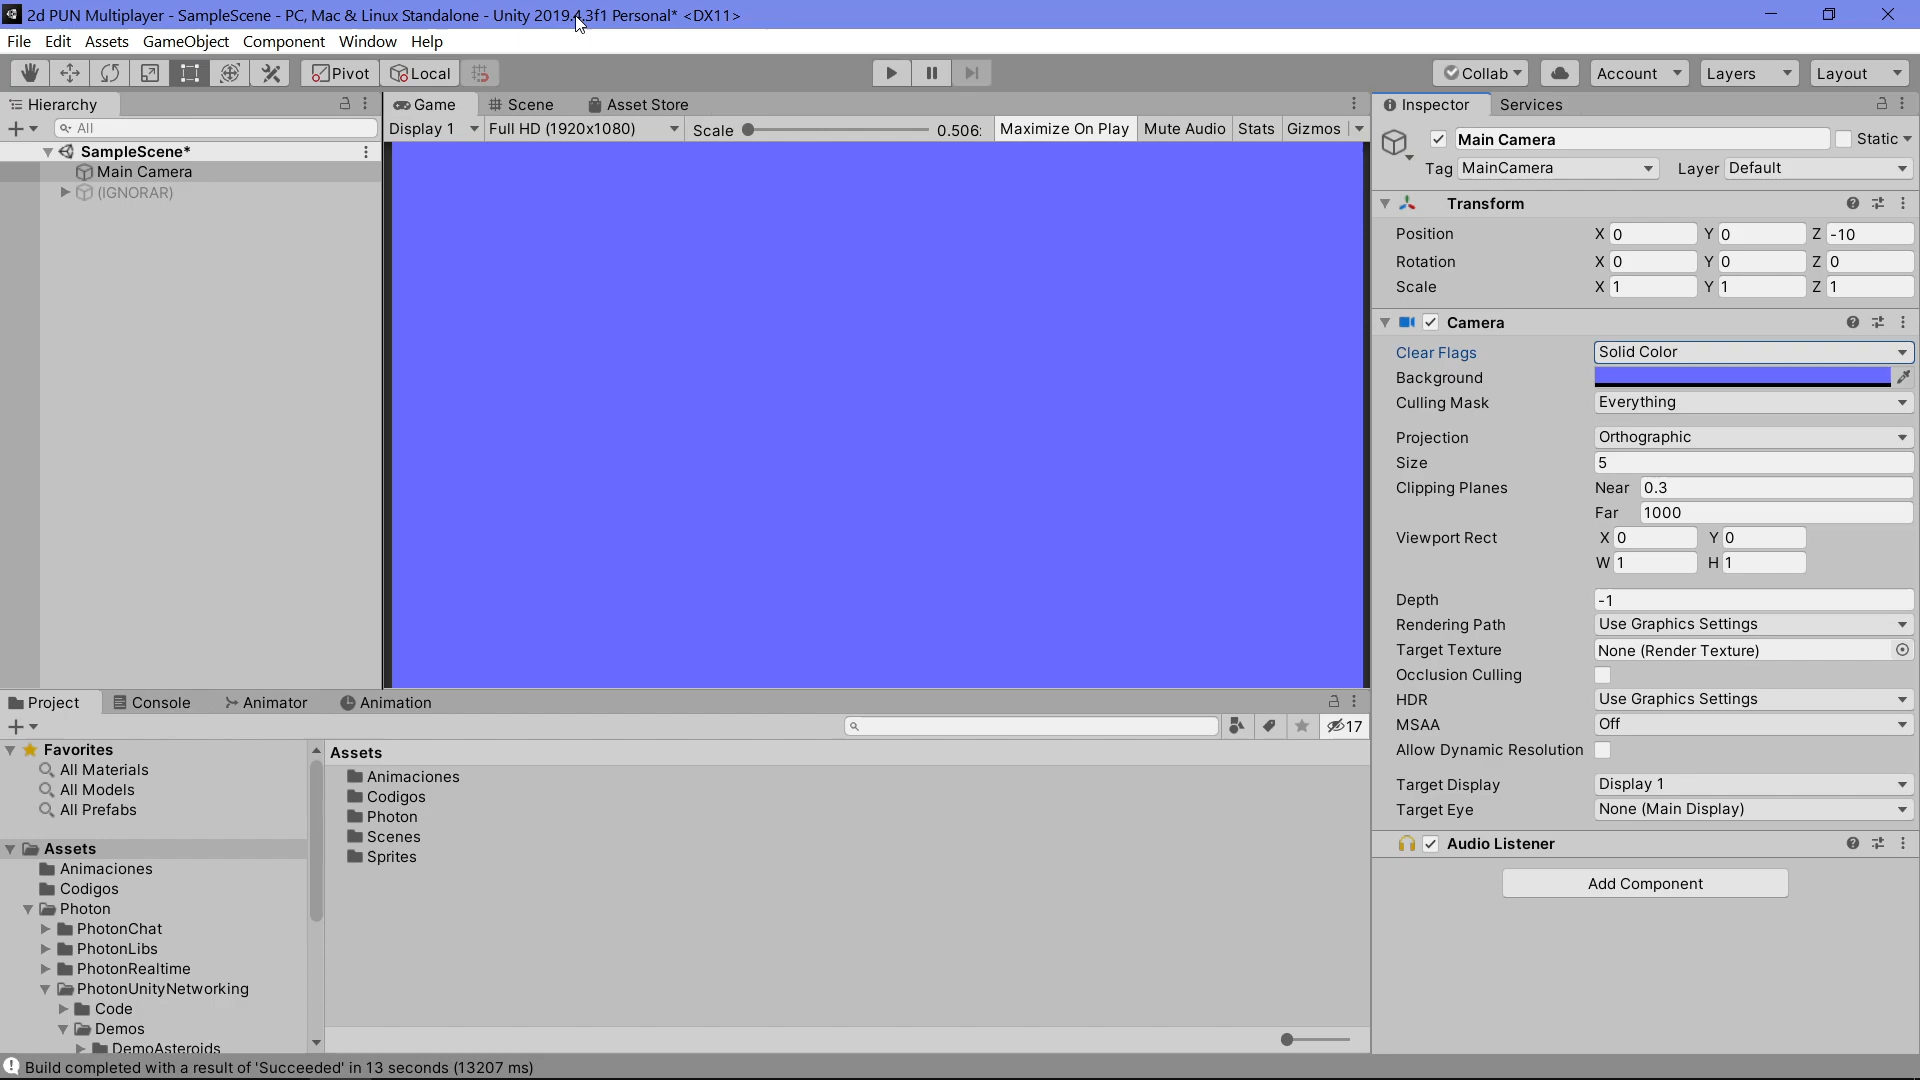 2d PUN Multiplayer - SampleScene - PC, Mac & Linux Standalone - Unity 2019.4.3f1 Personal* <DX11>
File Edit Assets GameObject Component Window Help
Pivot Local Collab Account Layers Layout
Hierarchy
All
SampleScene*
Main Camera
(IGNORAR)
Game Scene Asset Store
Display 1 Full HD (1920x1080) Scale 0.506: Maximize On Play Mute Audio Stats Gizmos
Inspector Services
Main Camera Static
Tag MainCamera Layer Default
Transform
Position X 0 Y 0 Z -10
Rotation X 0 Y 0 Z 0
Scale X 1 Y 1 Z 1
Camera
Clear Flags Solid Color
Background
Culling Mask Everything
Projection Orthographic
Size 5
Clipping Planes Near 0.3
Far 1000
Viewport Rect X 0 Y 0
W 1 H 1
Depth -1
Rendering Path Use Graphics Settings
Target Texture None (Render Texture)
Occlusion Culling
HDR Use Graphics Settings
MSAA Off
Allow Dynamic Resolution
Target Display Display 1
Target Eye None (Main Display)
Audio Listener
Add Component
Project Console Animator Animation
17
Favorites
All Materials
All Models
All Prefabs
Assets
Animaciones
Codigos
Photon
PhotonChat
PhotonLibs
PhotonRealtime
PhotonUnityNetworking
Code
Demos
DemoAsteroids
Assets
Animaciones
Codigos
Photon
Scenes
Sprites
Build completed with a result of 'Succeeded' in 13 seconds (13207 ms)